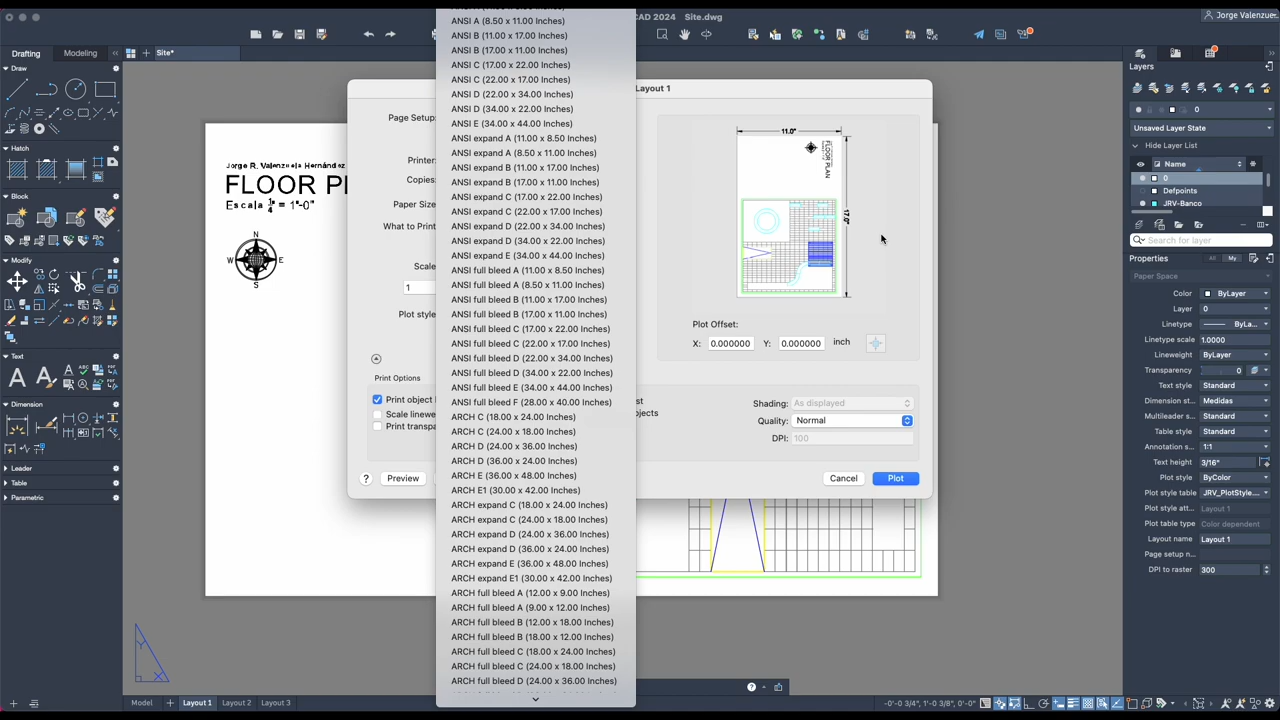 CAD 2024 Site.dwg
Jorge Valenzue
Drafting
Modeling
Site*
Draw
Hatch
Block
Modify
Text
Dimension
Leader
Table
Parametric
Jorge R. Valenzuela Hernández
FLOOR PL
Escala 1/4" = 1'-0"
N
W
E
S
Layout 1
Page Setup:
Printer:
Copies:
Paper Size
What to Print
Scale
1
Plot style
Print Options
Print object l
Scale linewe
Print transpa
?
Preview
ANSI A (8.50 x 11.00 Inches)
ANSI B (11.00 x 17.00 Inches)
ANSI B (17.00 x 11.00 Inches)
ANSI C (17.00 x 22.00 Inches)
ANSI C (22.00 x 17.00 Inches)
ANSI D (22.00 x 34.00 Inches)
ANSI D (34.00 x 22.00 Inches)
ANSI E (34.00 x 44.00 Inches)
ANSI expand A (11.00 x 8.50 Inches)
ANSI expand A (8.50 x 11.00 Inches)
ANSI expand B (11.00 x 17.00 Inches)
ANSI expand B (17.00 x 11.00 Inches)
ANSI expand C (17.00 x 22.00 Inches)
ANSI expand C (22.00 x 17.00 Inches)
ANSI expand D (22.00 x 34.00 Inches)
ANSI expand D (34.00 x 22.00 Inches)
ANSI expand E (34.00 x 44.00 Inches)
ANSI full bleed A (11.00 x 8.50 Inches)
ANSI full bleed A (8.50 x 11.00 Inches)
ANSI full bleed B (11.00 x 17.00 Inches)
ANSI full bleed B (17.00 x 11.00 Inches)
ANSI full bleed C (17.00 x 22.00 Inches)
ANSI full bleed C (22.00 x 17.00 Inches)
ANSI full bleed D (22.00 x 34.00 Inches)
ANSI full bleed D (34.00 x 22.00 Inches)
ANSI full bleed E (34.00 x 44.00 Inches)
ANSI full bleed F (28.00 x 40.00 Inches)
ARCH C (18.00 x 24.00 Inches)
ARCH C (24.00 x 18.00 Inches)
ARCH D (24.00 x 36.00 Inches)
ARCH D (36.00 x 24.00 Inches)
ARCH E (36.00 x 48.00 Inches)
ARCH E1 (30.00 x 42.00 Inches)
ARCH expand C (18.00 x 24.00 Inches)
ARCH expand C (24.00 x 18.00 Inches)
ARCH expand D (24.00 x 36.00 Inches)
ARCH expand D (36.00 x 24.00 Inches)
ARCH expand E (36.00 x 48.00 Inches)
ARCH expand E1 (30.00 x 42.00 Inches)
ARCH full bleed A (12.00 x 9.00 Inches)
ARCH full bleed A (9.00 x 12.00 Inches)
ARCH full bleed B (12.00 x 18.00 Inches)
ARCH full bleed B (18.00 x 12.00 Inches)
ARCH full bleed C (18.00 x 24.00 Inches)
ARCH full bleed C (24.00 x 18.00 Inches)
ARCH full bleed D (24.00 x 36.00 Inches)
11.0"
FLOOR PLAN
17.0"
Plot Offset:
X: 0.000000 Y: 0.000000 inch
st
objects
Shading: As displayed
Quality: Normal
DPI: 100
Cancel
Plot
Layers
0
Unsaved Layer State
Hide Layer List
Name
0
Defpoints
JRV-Banco
Search for layer
Properties
All
My
Paper Space
Color ByLayer
Layer 0
Linetype ByLa...
Linetype scale 1.0000
Lineweight ByLayer
Transparency 0
Text style Standard
Dimension st... Medidas
Multileader s... Standard
Table style Standard
Annotation s... 1:1
Text height 3/16"
Plot style ByColor
Plot style table JRV_PlotStyle....
Plot style att... Layout 1
Plot table type Color dependent
Layout name Layout 1
Page setup n...
DPI to raster 300
Y
X
?
Model
Layout 1
Layout 2
Layout 3
-0'-0 3/4", 1'-0 3/8", 0'-0"